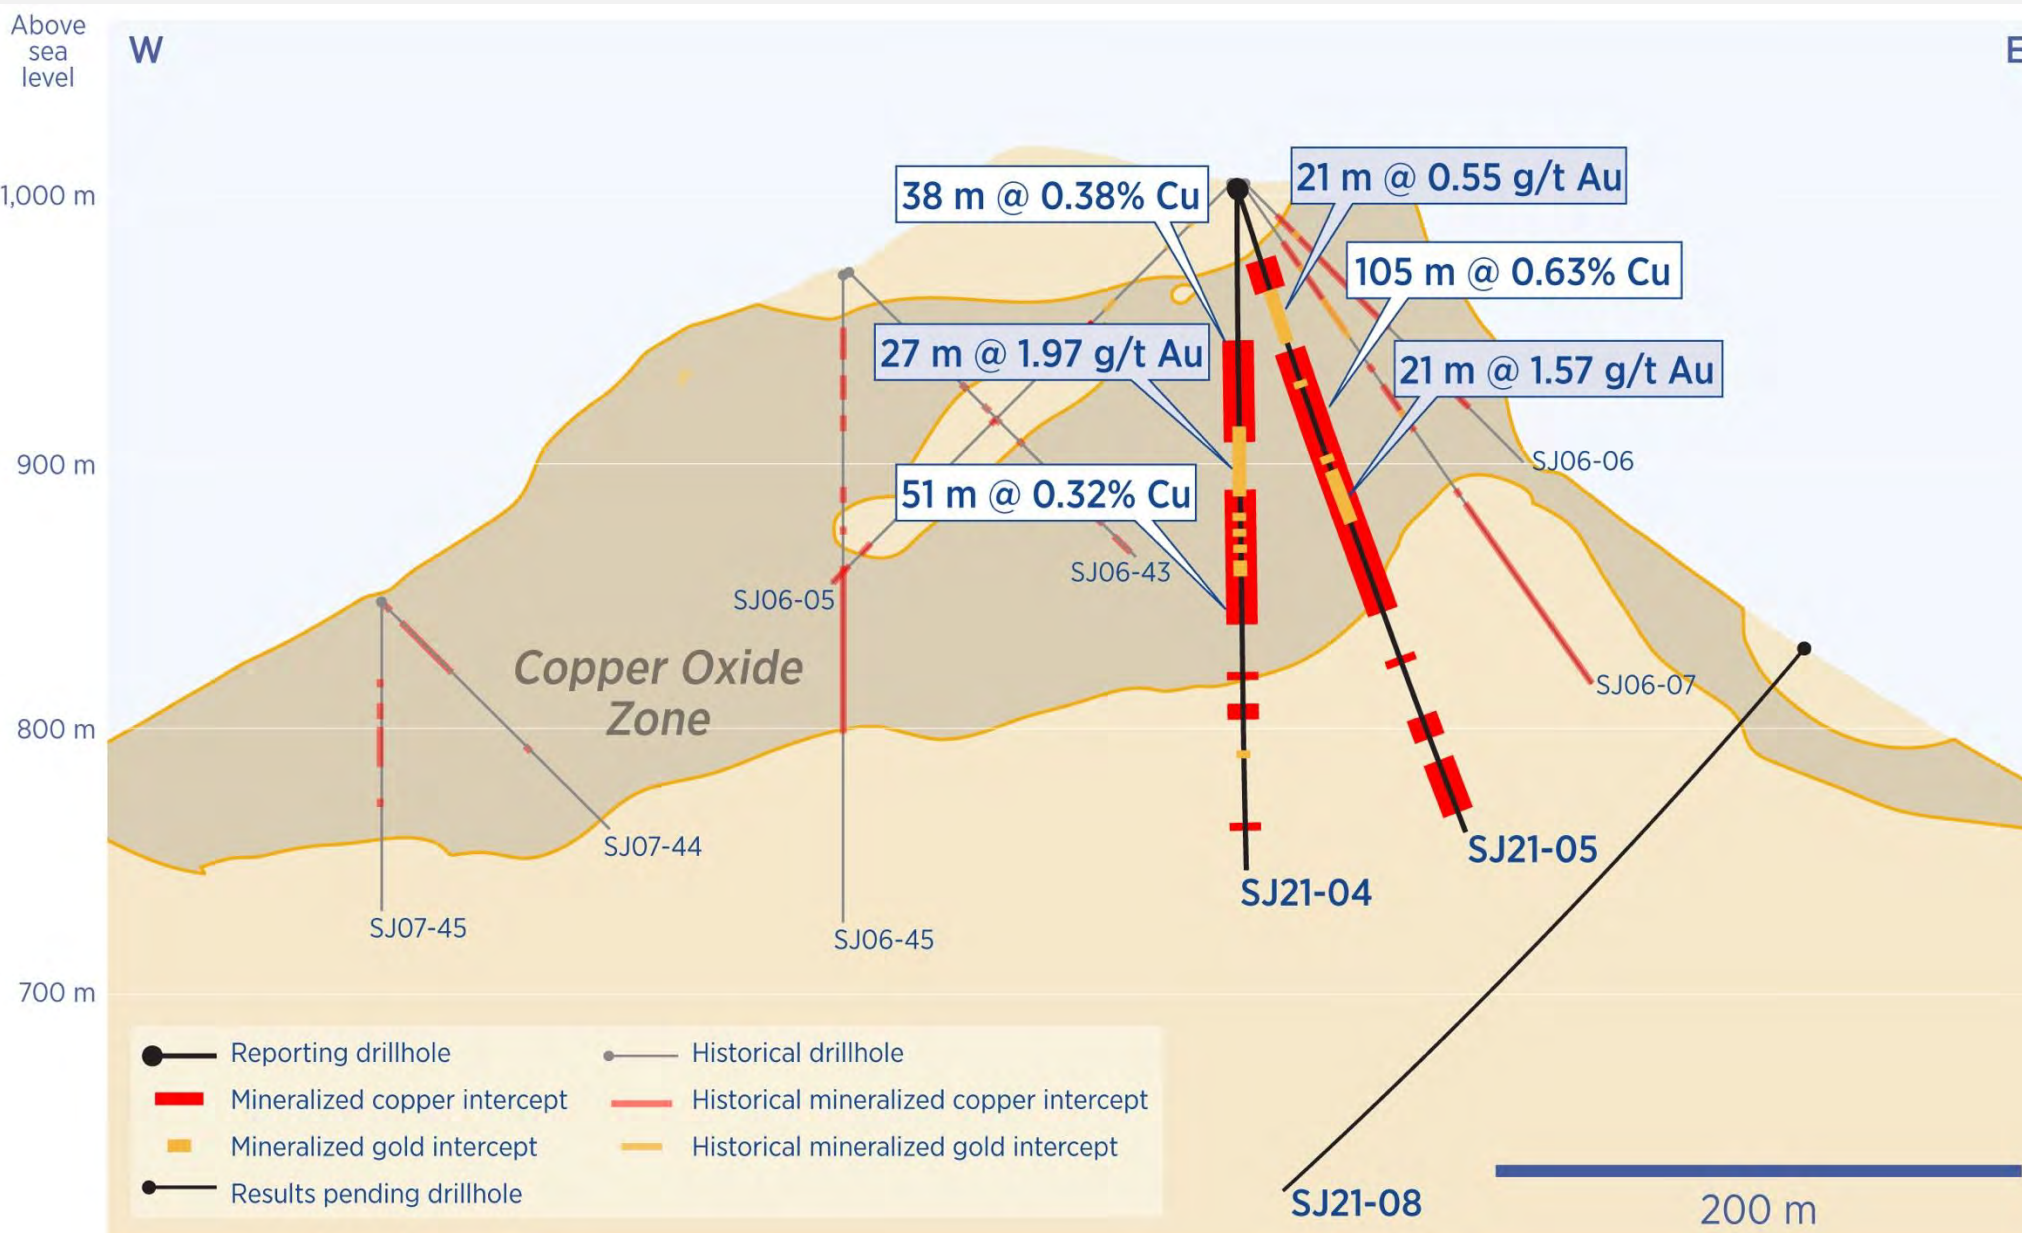 Above
sea
level
W
E
1,000 m
900 m
800 m
700 m
38 m @ 0.38% Cu
21 m @ 0.55 g/t Au
105 m @ 0.63% Cu
27 m @ 1.97 g/t Au
21 m @ 1.57 g/t Au
51 m @ 0.32% Cu
SJ06-06
SJ06-43
SJ06-05
SJ06-07
Copper Oxide
Zone
SJ07-44
SJ21-05
SJ21-04
SJ07-45
SJ06-45
SJ21-08
Reporting drillhole
Mineralized copper intercept
Mineralized gold intercept
Results pending drillhole
Historical drillhole
Historical mineralized copper intercept
Historical mineralized gold intercept
200 m